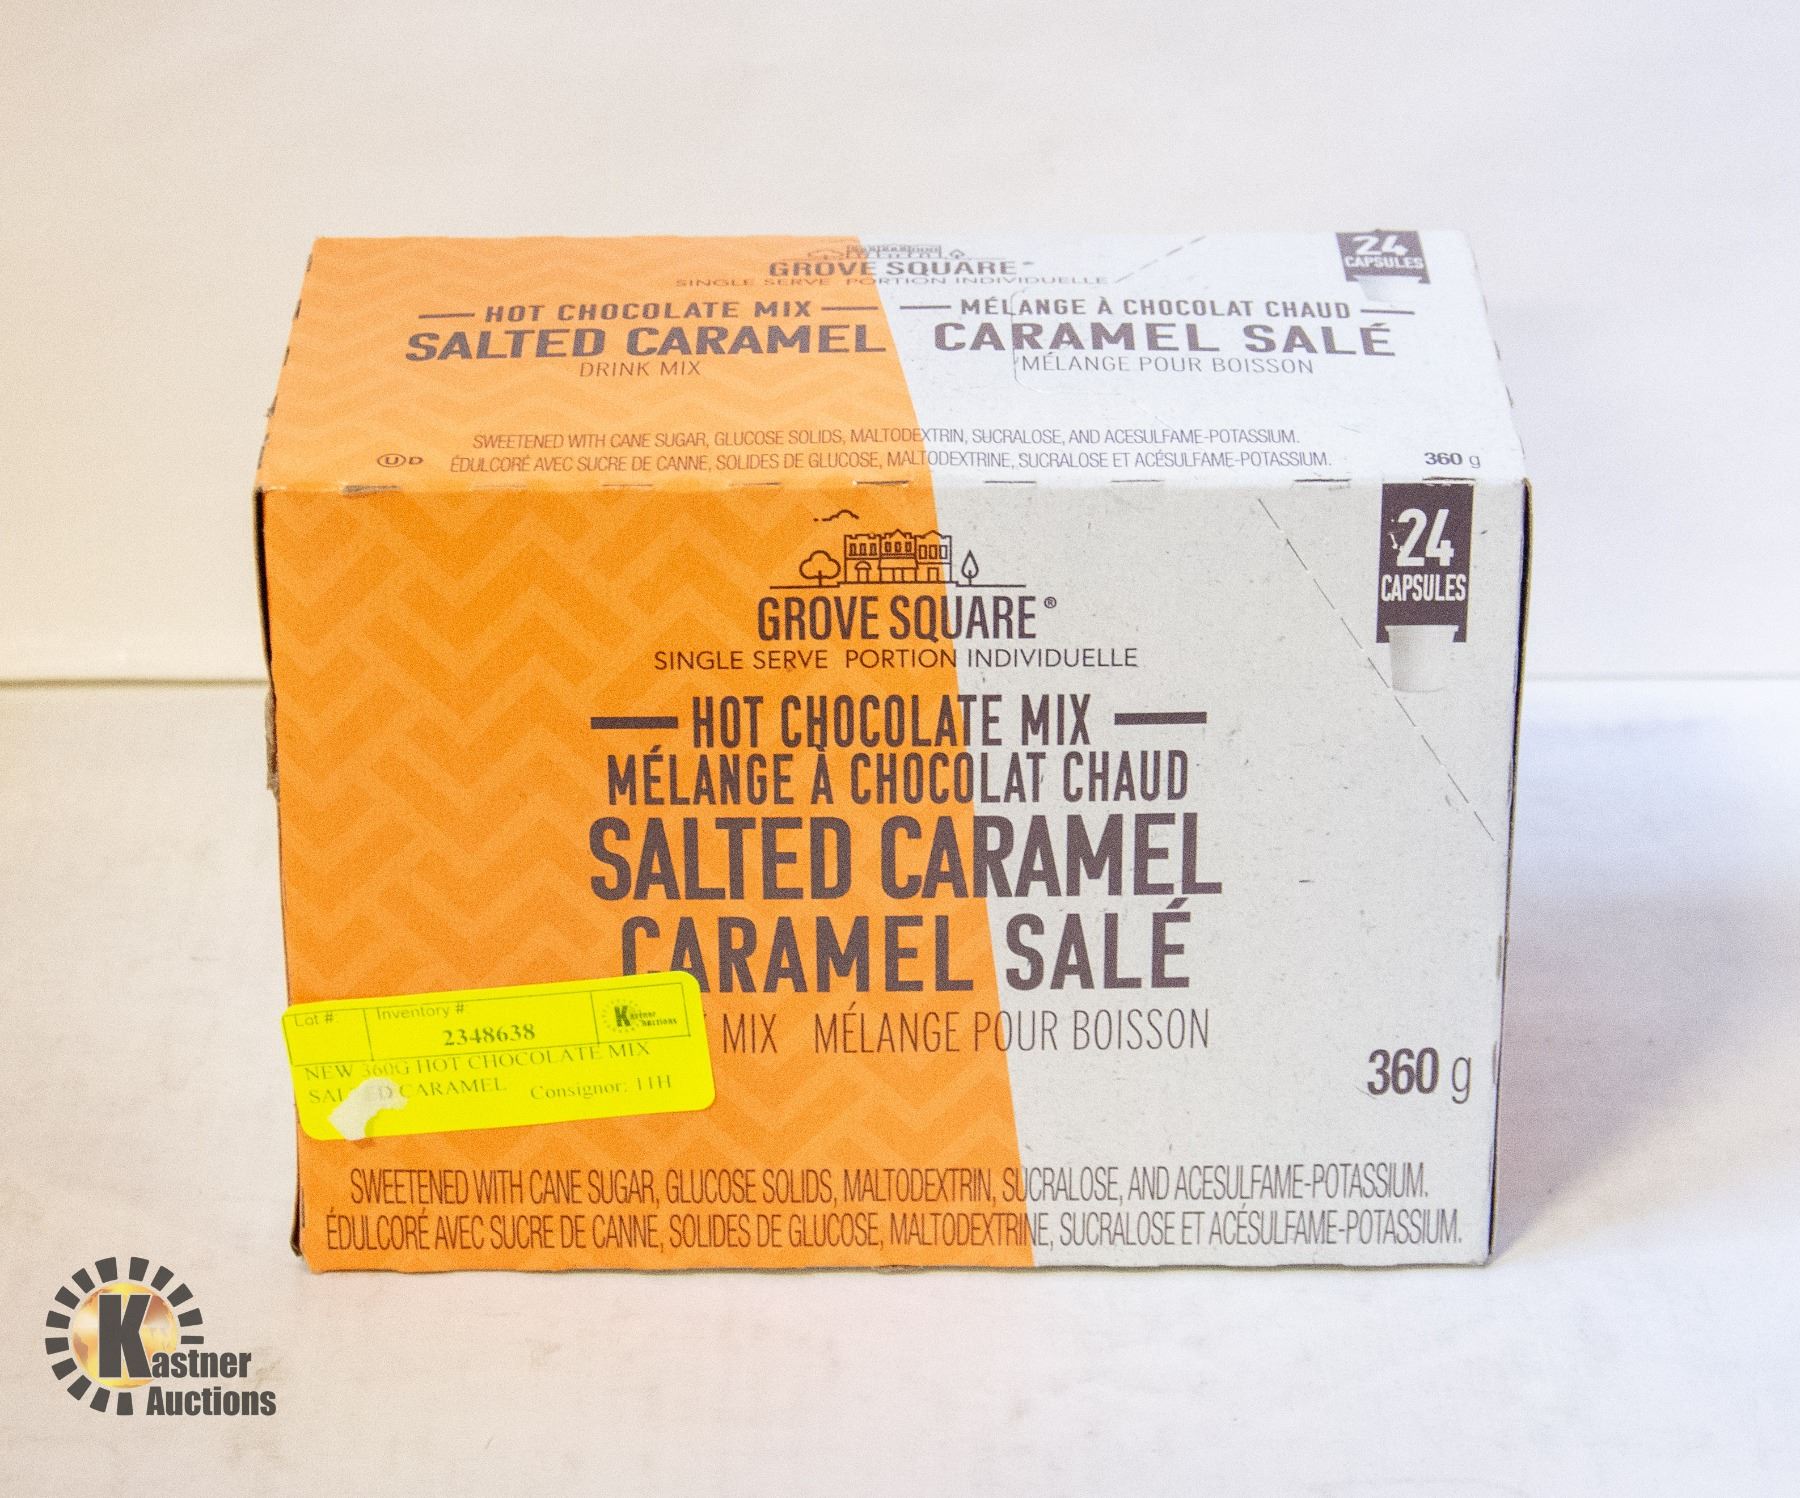 GROVE SQUARE
SINGLE SERVE PORTION INDIVIDUELLE
24
CAPSULES
HOT CHOCOLATE MIX
SALTED CARAMEL
DRINK MIX
MÉLANGE À CHOCOLAT CHAUD
CARAMEL SALÉ
MÉLANGE POUR BOISSON
SWEETENED WITH CANE SUGAR, GLUCOSE SOLIDS, MALTODEXTRIN, SUCRALOSE, AND ACESULFAME-POTASSIUM.
UD ÉDULCORÉ AVEC SUCRE DE CANNE, SOLIDES DE GLUCOSE, MALTODEXTRINE, SUCRALOSE ET ACÉSULFAME-POTASSIUM.
360 g
24
CAPSULES
GROVE SQUARE®
SINGLE SERVE PORTION INDIVIDUELLE
HOT CHOCOLATE MIX
MÉLANGE À CHOCOLAT CHAUD
SALTED CARAMEL
CARAMEL SALÉ
MIX MÉLANGE POUR BOISSON
360 g
Lot # Inventory #:
2348638
Kastner Auctions
NEW 360G HOT CHOCOLATE MIX
CARAMEL Consignor: 11H
SWEETENED WITH CANE SUGAR, GLUCOSE SOLIDS, MALTODEXTRIN, SUCRALOSE, AND ACESULFAME-POTASSIUM.
ÉDULCORÉ AVEC SUCRE DE CANNE, SOLIDES DE GLUCOSE, MALTODEXTRINE, SUCRALOSE ET ACÉSULFAME-POTASSIUM.
Kastner
Auctions